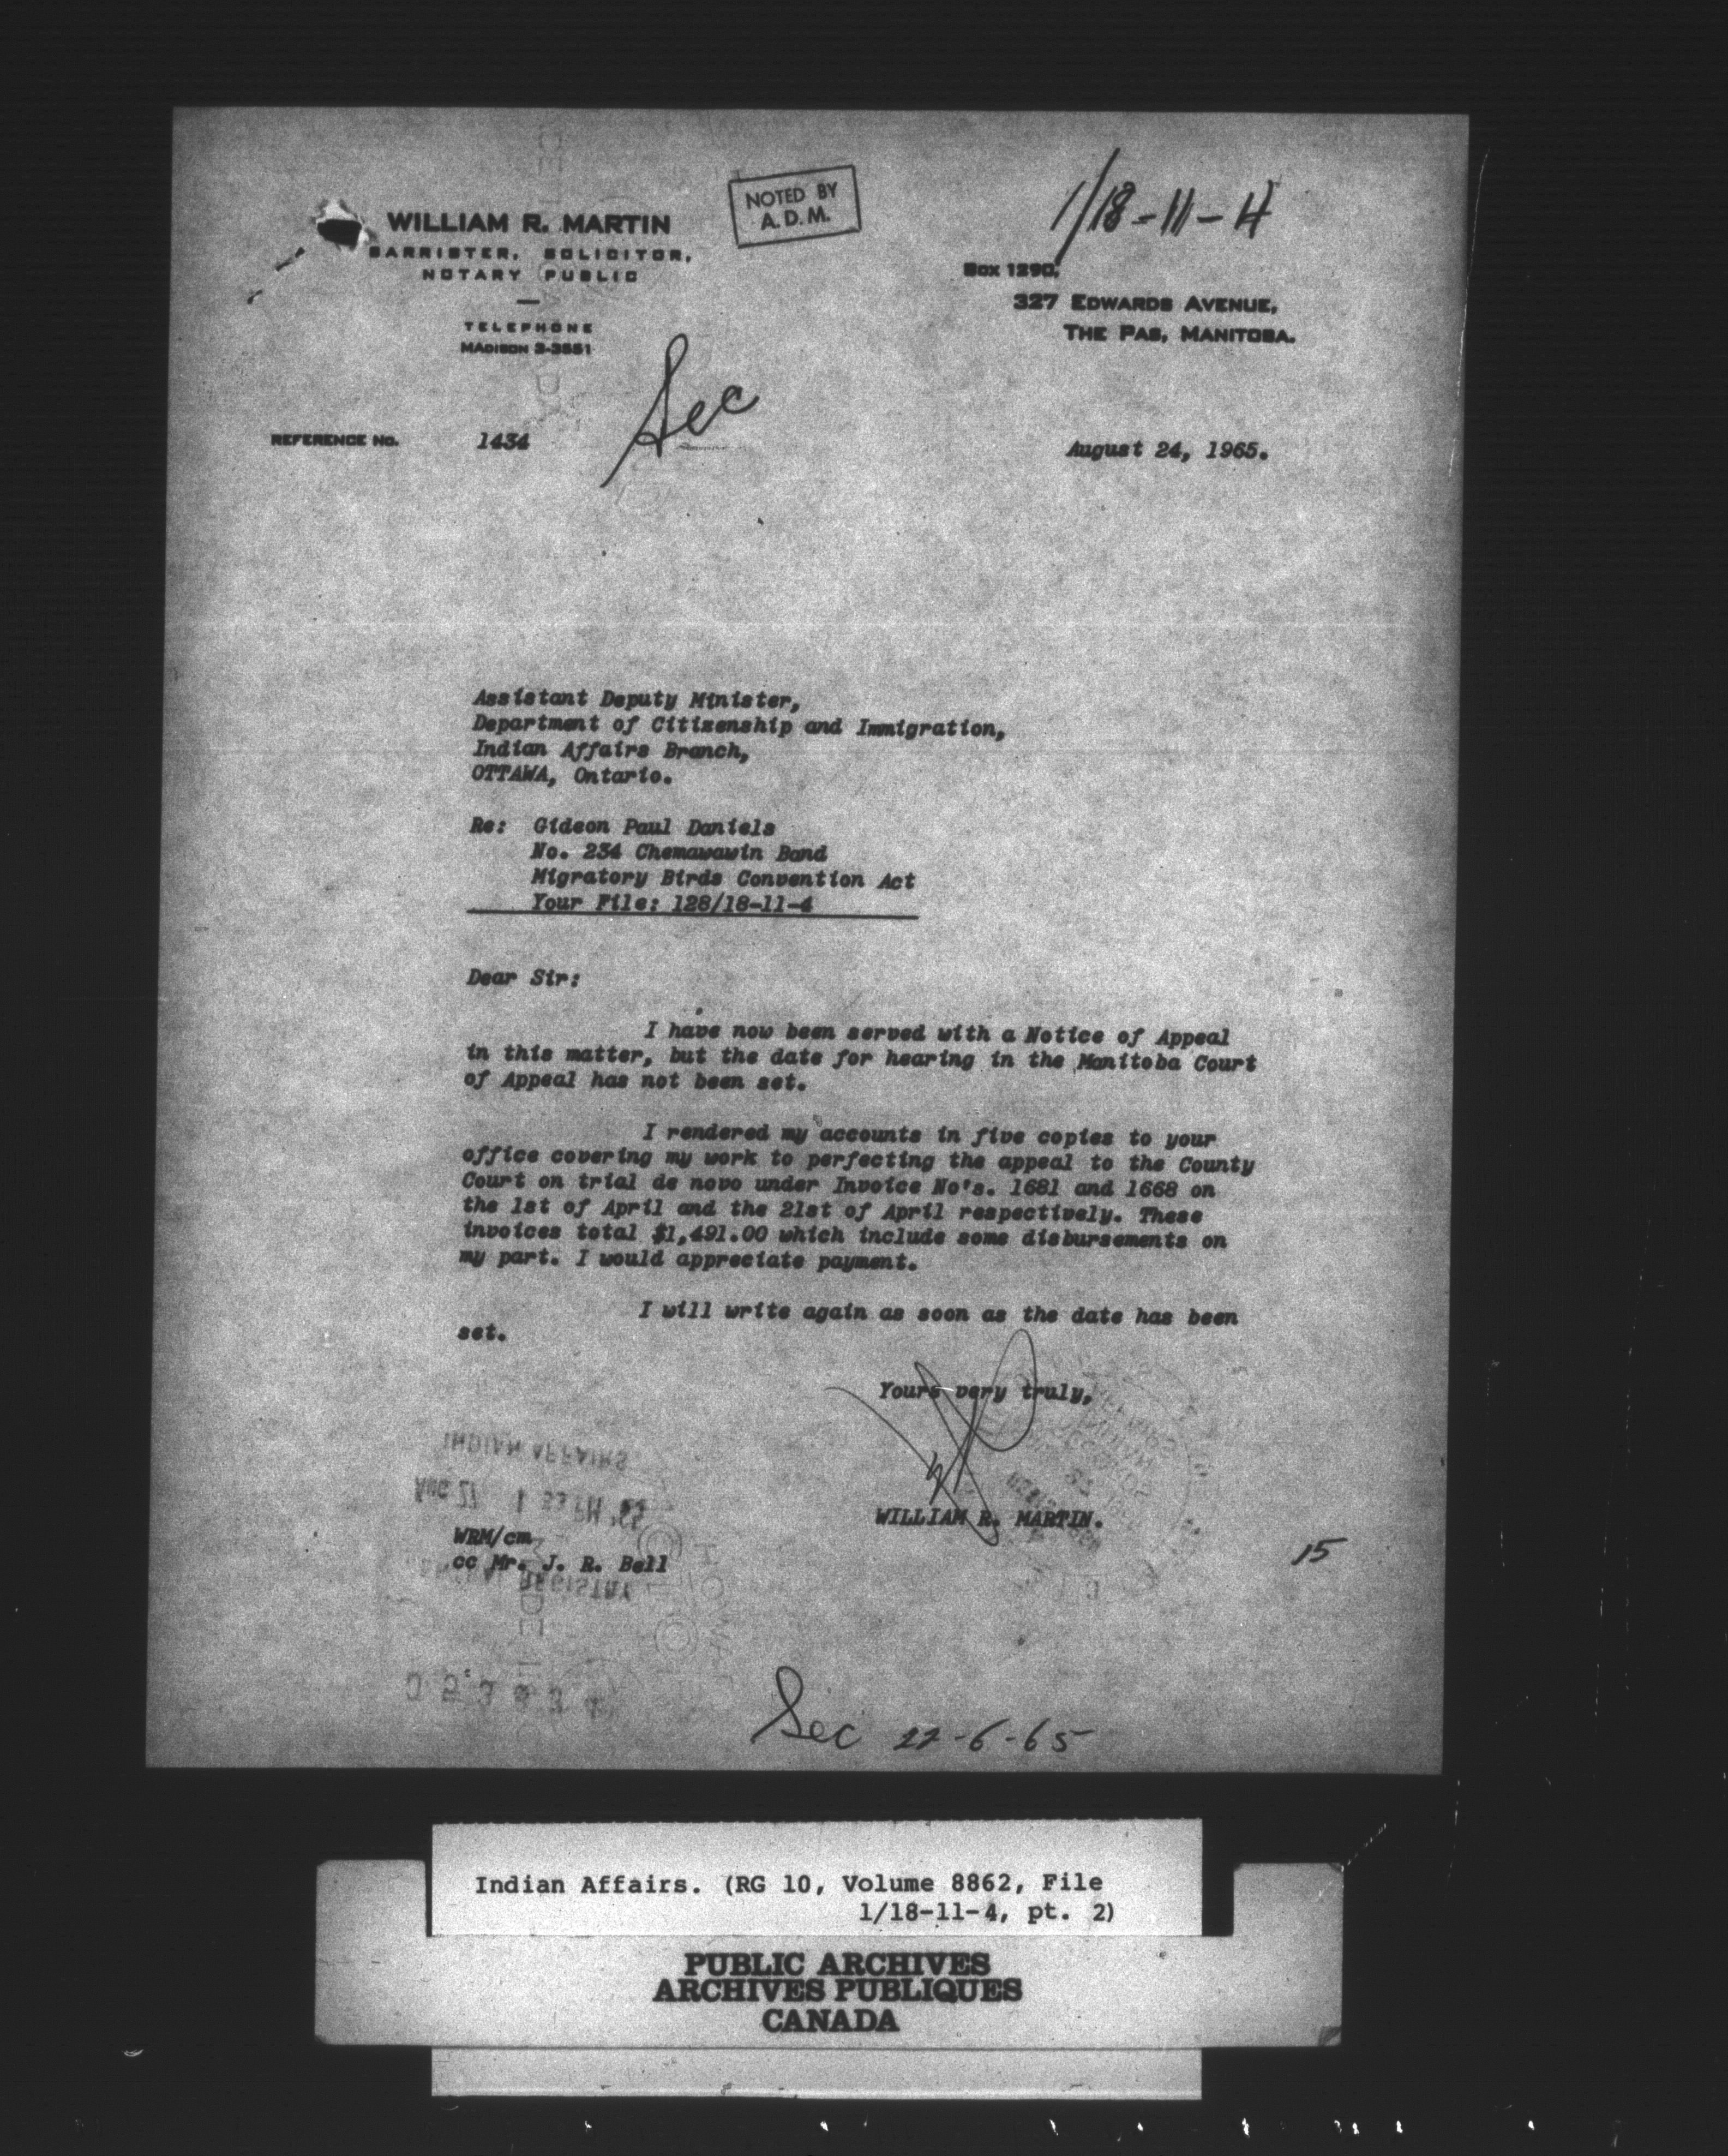 NOTED BY
A.D.M.
1/18-11-4
WILLIAM R. MARTIN
BARRISTER, SOLICITOR,
NOTARY PUBLIC
TELEPHONE
MADISON 3-3551
Box 1290,
327 EDWARDS AVENUE,
THE PAS, MANITOBA.
Sec
REFERENCE No. 1434
August 24, 1965.
Assistant Deputy Minister,
Department of Citizenship and Immigration,
Indian Affairs Branch,
OTTAWA, Ontario.
Re: Gideon Paul Daniels
No. 234 Chemawawin Band
Migratory Birds Convention Act
Your File: 128/18-11-4
Dear Sir:
I have now been served with a Notice of Appeal
in this matter, but the date for hearing in the Manitoba Court
of Appeal has not been set.
I rendered my accounts in five copies to your
office covering my work to perfecting the appeal to the County
Court on trial de novo under Invoice No's. 1681 and 1668 on
the 1st of April and the 21st of April respectively. These
invoices total $1,491.00 which include some disbursements on
my part. I would appreciate payment.
I will write again as soon as the date has been
set.
Yours very truly,
WILLIAM R. MARTIN.
INDIAN AFFAIRS
AUG 27 1 53 PM '65
REGISTRY
WRM/cm
cc Mr. J. R. Bell
15
Sec 22-6-65
Indian Affairs. (RG 10, Volume 8862, File
1/18-11-4, pt. 2)
PUBLIC ARCHIVES
ARCHIVES PUBLIQUES
CANADA